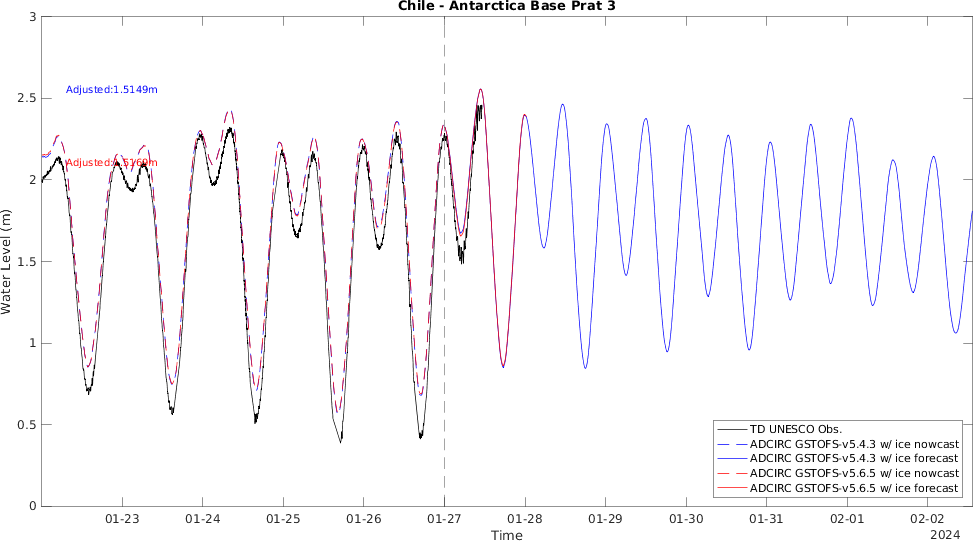 Chile - Antarctica Base Prat 3
3
2.5
2
1.5
1
0.5
0
Water Level (m)
Adjusted:1.5149m
Adjusted:1.5169m
01-23
01-24
01-25
01-26
01-27
01-28
01-29
01-30
01-31
02-01
02-02
2024
Time
TD UNESCO Obs.
ADCIRC GSTOFS-v5.4.3 w/ ice nowcast
ADCIRC GSTOFS-v5.4.3 w/ ice forecast
ADCIRC GSTOFS-v5.6.5 w/ ice nowcast
ADCIRC GSTOFS-v5.6.5 w/ ice forecast